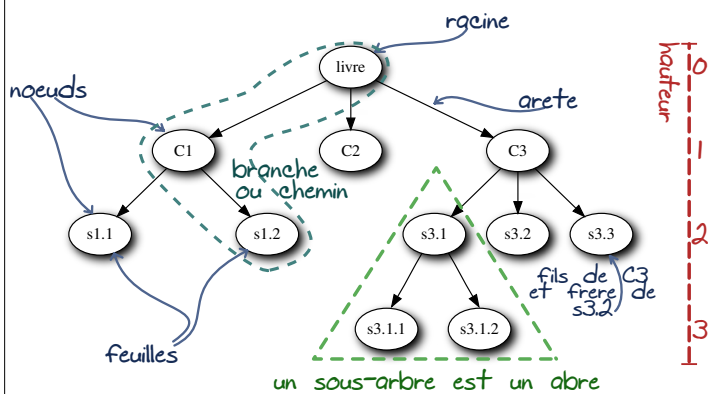 racine
livre
noeuds
arete
hauteur
0
C1
C2
C3
1
branche
ou chemin
s1.1
s1.2
s3.1
s3.2
s3.3
2
fils de C3
et frere de
s3.2
s3.1.1
s3.1.2
3
feuilles
un sous-arbre est un abre